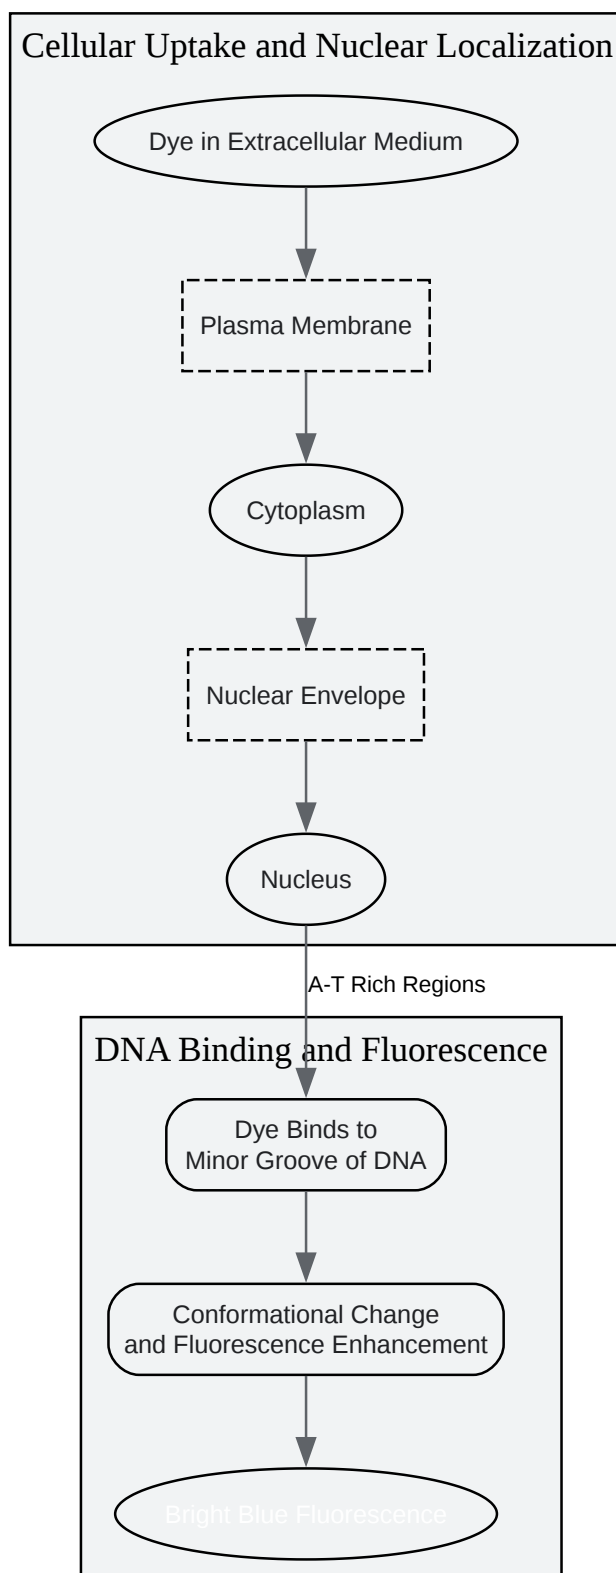 Cellular Uptake and Nuclear Localization
Dye in Extracellular Medium
Plasma Membrane
Cytoplasm
Nuclear Envelope
Nucleus
A-T Rich Regions
DNA Binding and Fluorescence
Dye Binds to
Minor Groove of DNA
Conformational Change
and Fluorescence Enhancement
Bright Blue Fluorescence